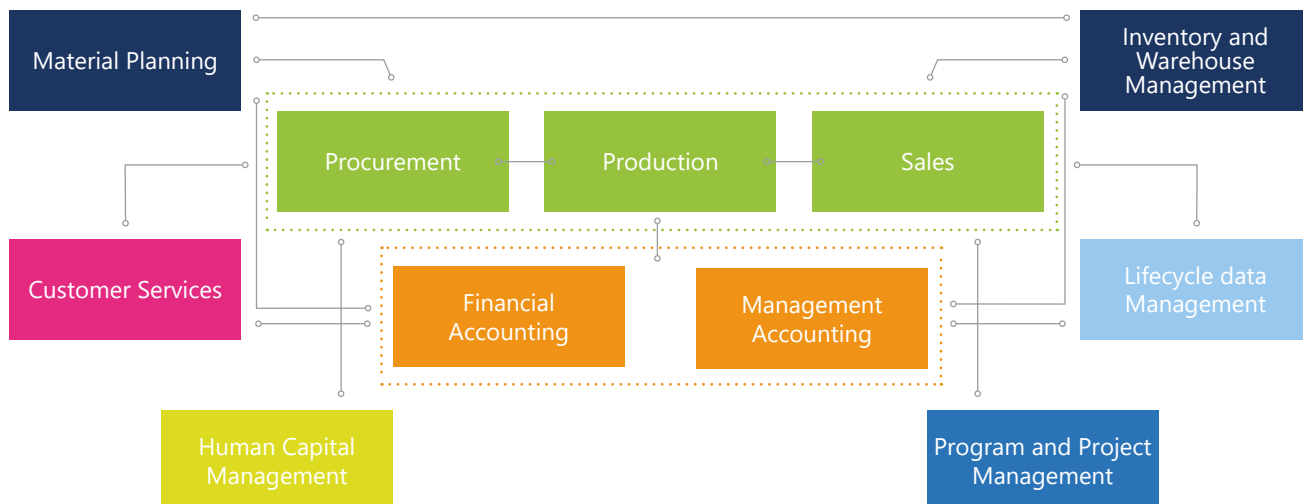 Material Planning
Inventory and
Warehouse
Management
Procurement
Production
Sales
Customer Services
Financial
Accounting
Management
Accounting
Lifecycle data
Management
Human Capital
Management
Program and Project
Management